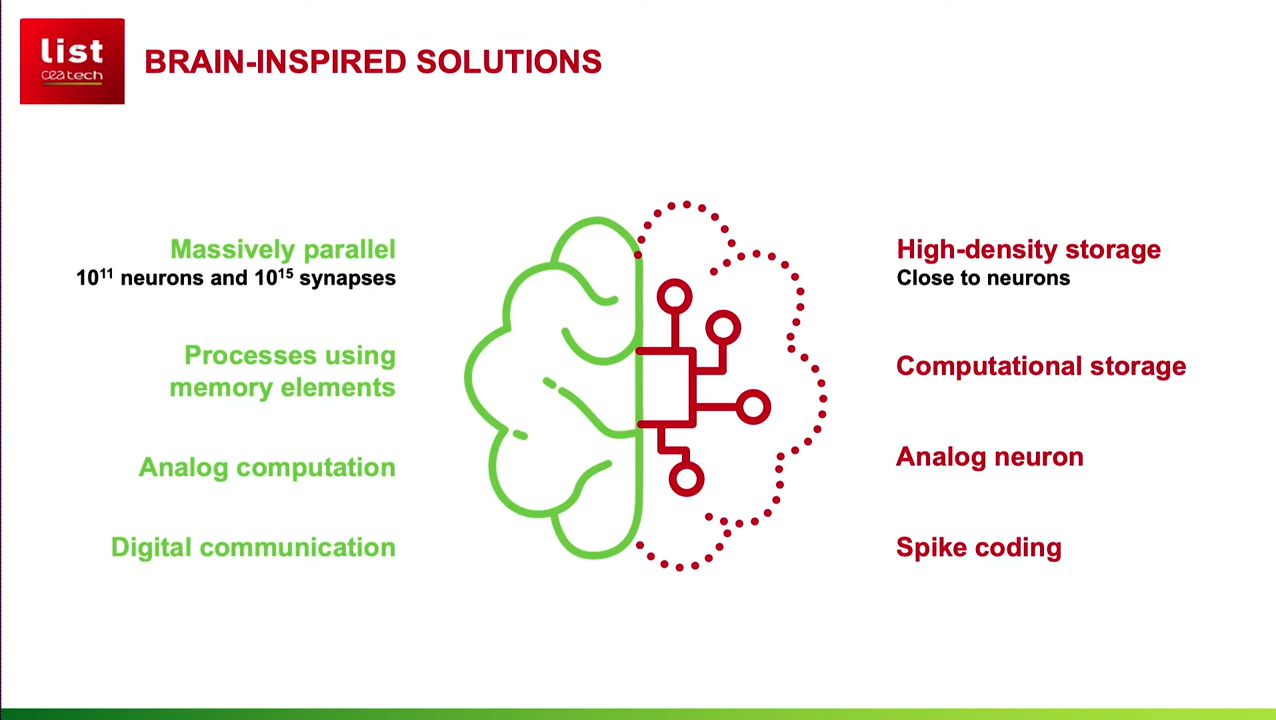 list
ceatech
BRAIN-INSPIRED SOLUTIONS
Massively parallel
10¹¹ neurons and 10¹⁵ synapses
Processes using
memory elements
Analog computation
Digital communication
High-density storage
Close to neurons
Computational storage
Analog neuron
Spike coding